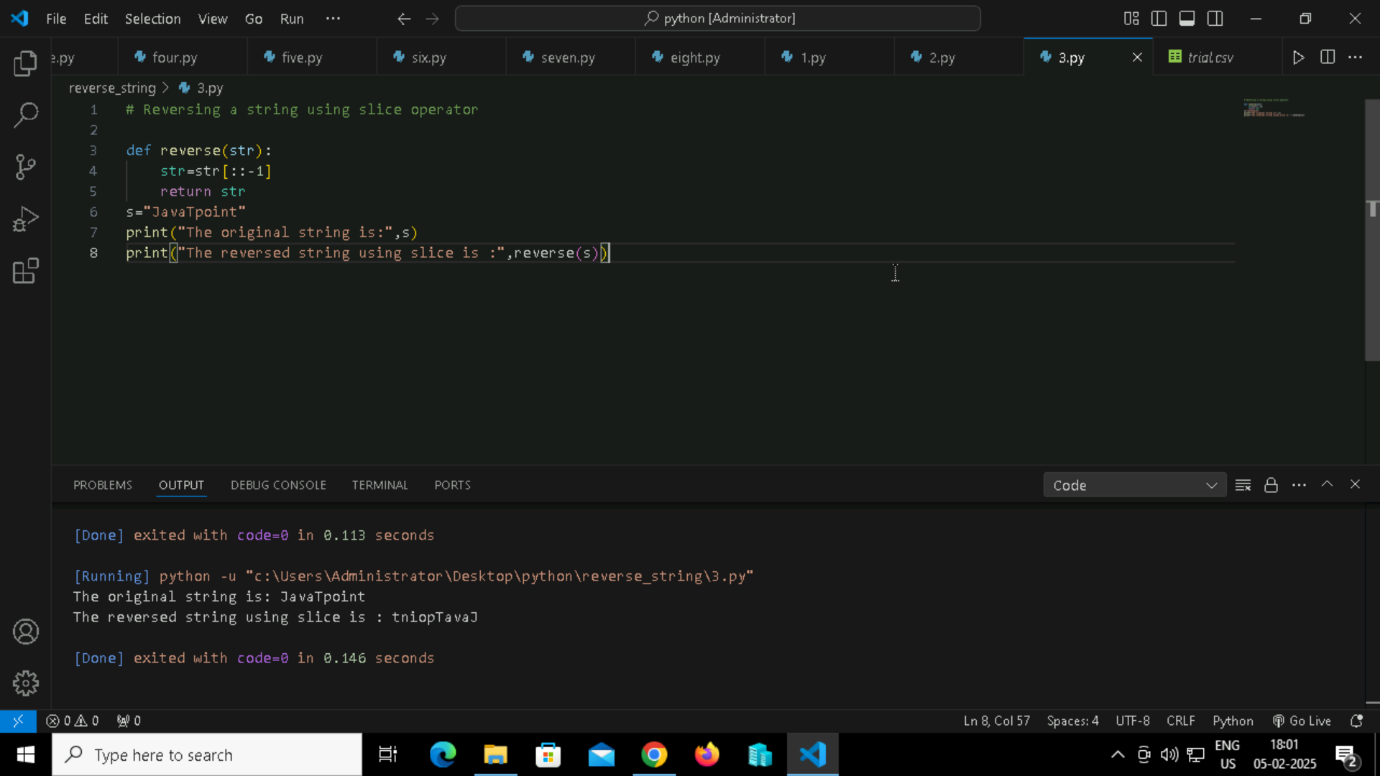 File Edit Selection View Go Run ··· python [Administrator]
e.py four.py five.py six.py seven.py eight.py 1.py 2.py 3.py trial.csv
reverse_string > 3.py
1 # Reversing a string using slice operator
2
3 def reverse(str):
4 str=str[::-1]
5 return str
6 s="JavaTpoint"
7 print("The original string is:",s)
8 print("The reversed string using slice is :",reverse(s))
PROBLEMS OUTPUT DEBUG CONSOLE TERMINAL PORTS Code
[Done] exited with code=0 in 0.113 seconds
[Running] python -u "c:\Users\Administrator\Desktop\python\reverse_string\3.py"
The original string is: JavaTpoint
The reversed string using slice is : tniopTavaJ
[Done] exited with code=0 in 0.146 seconds
0 0 0 Ln 8, Col 57 Spaces: 4 UTF-8 CRLF Python Go Live
Type here to search ENG 18:01
US 05-02-2025 2